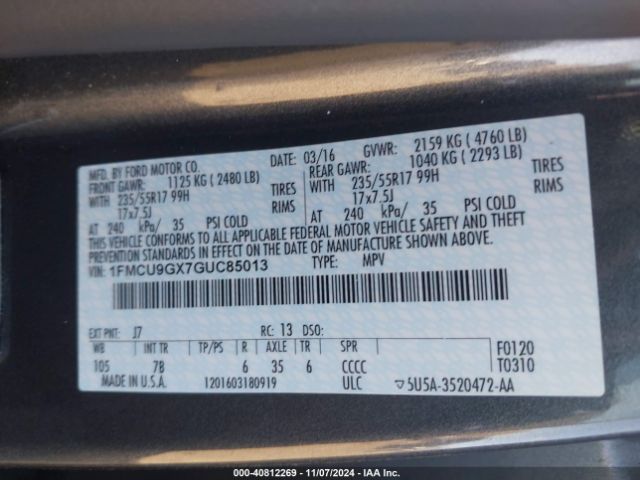 MFD. BY FORD MOTOR CO.
DATE: 03/16 GVWR: 2159 KG ( 4760 LB)
FRONT GAWR: 1125 KG ( 2480 LB) REAR GAWR: 1040 KG ( 2293 LB)
WITH 235/55R17 99H TIRES WITH 235/55R17 99H TIRES
17x7.5J RIMS 17x7.5J RIMS
AT 240 kPa/ 35 PSI COLD AT 240 kPa/ 35 PSI COLD
THIS VEHICLE CONFORMS TO ALL APPLICABLE FEDERAL MOTOR VEHICLE SAFETY AND THEFT
PREVENTION STANDARDS IN EFFECT ON THE DATE OF MANUFACTURE SHOWN ABOVE.
VIN: 1FMCU9GX7GUC85013 TYPE: MPV
EXT PNT: J7 RC: 13 DSO:
WB INT TR TP/PS R AXLE TR SPR F0120
105 7B 6 35 6 CCCC T0310
MADE IN U.S.A. 1201603180919 ULC 5U5A-3520472-AA
000-40812269 | 11/07/2024 | IAA Inc.